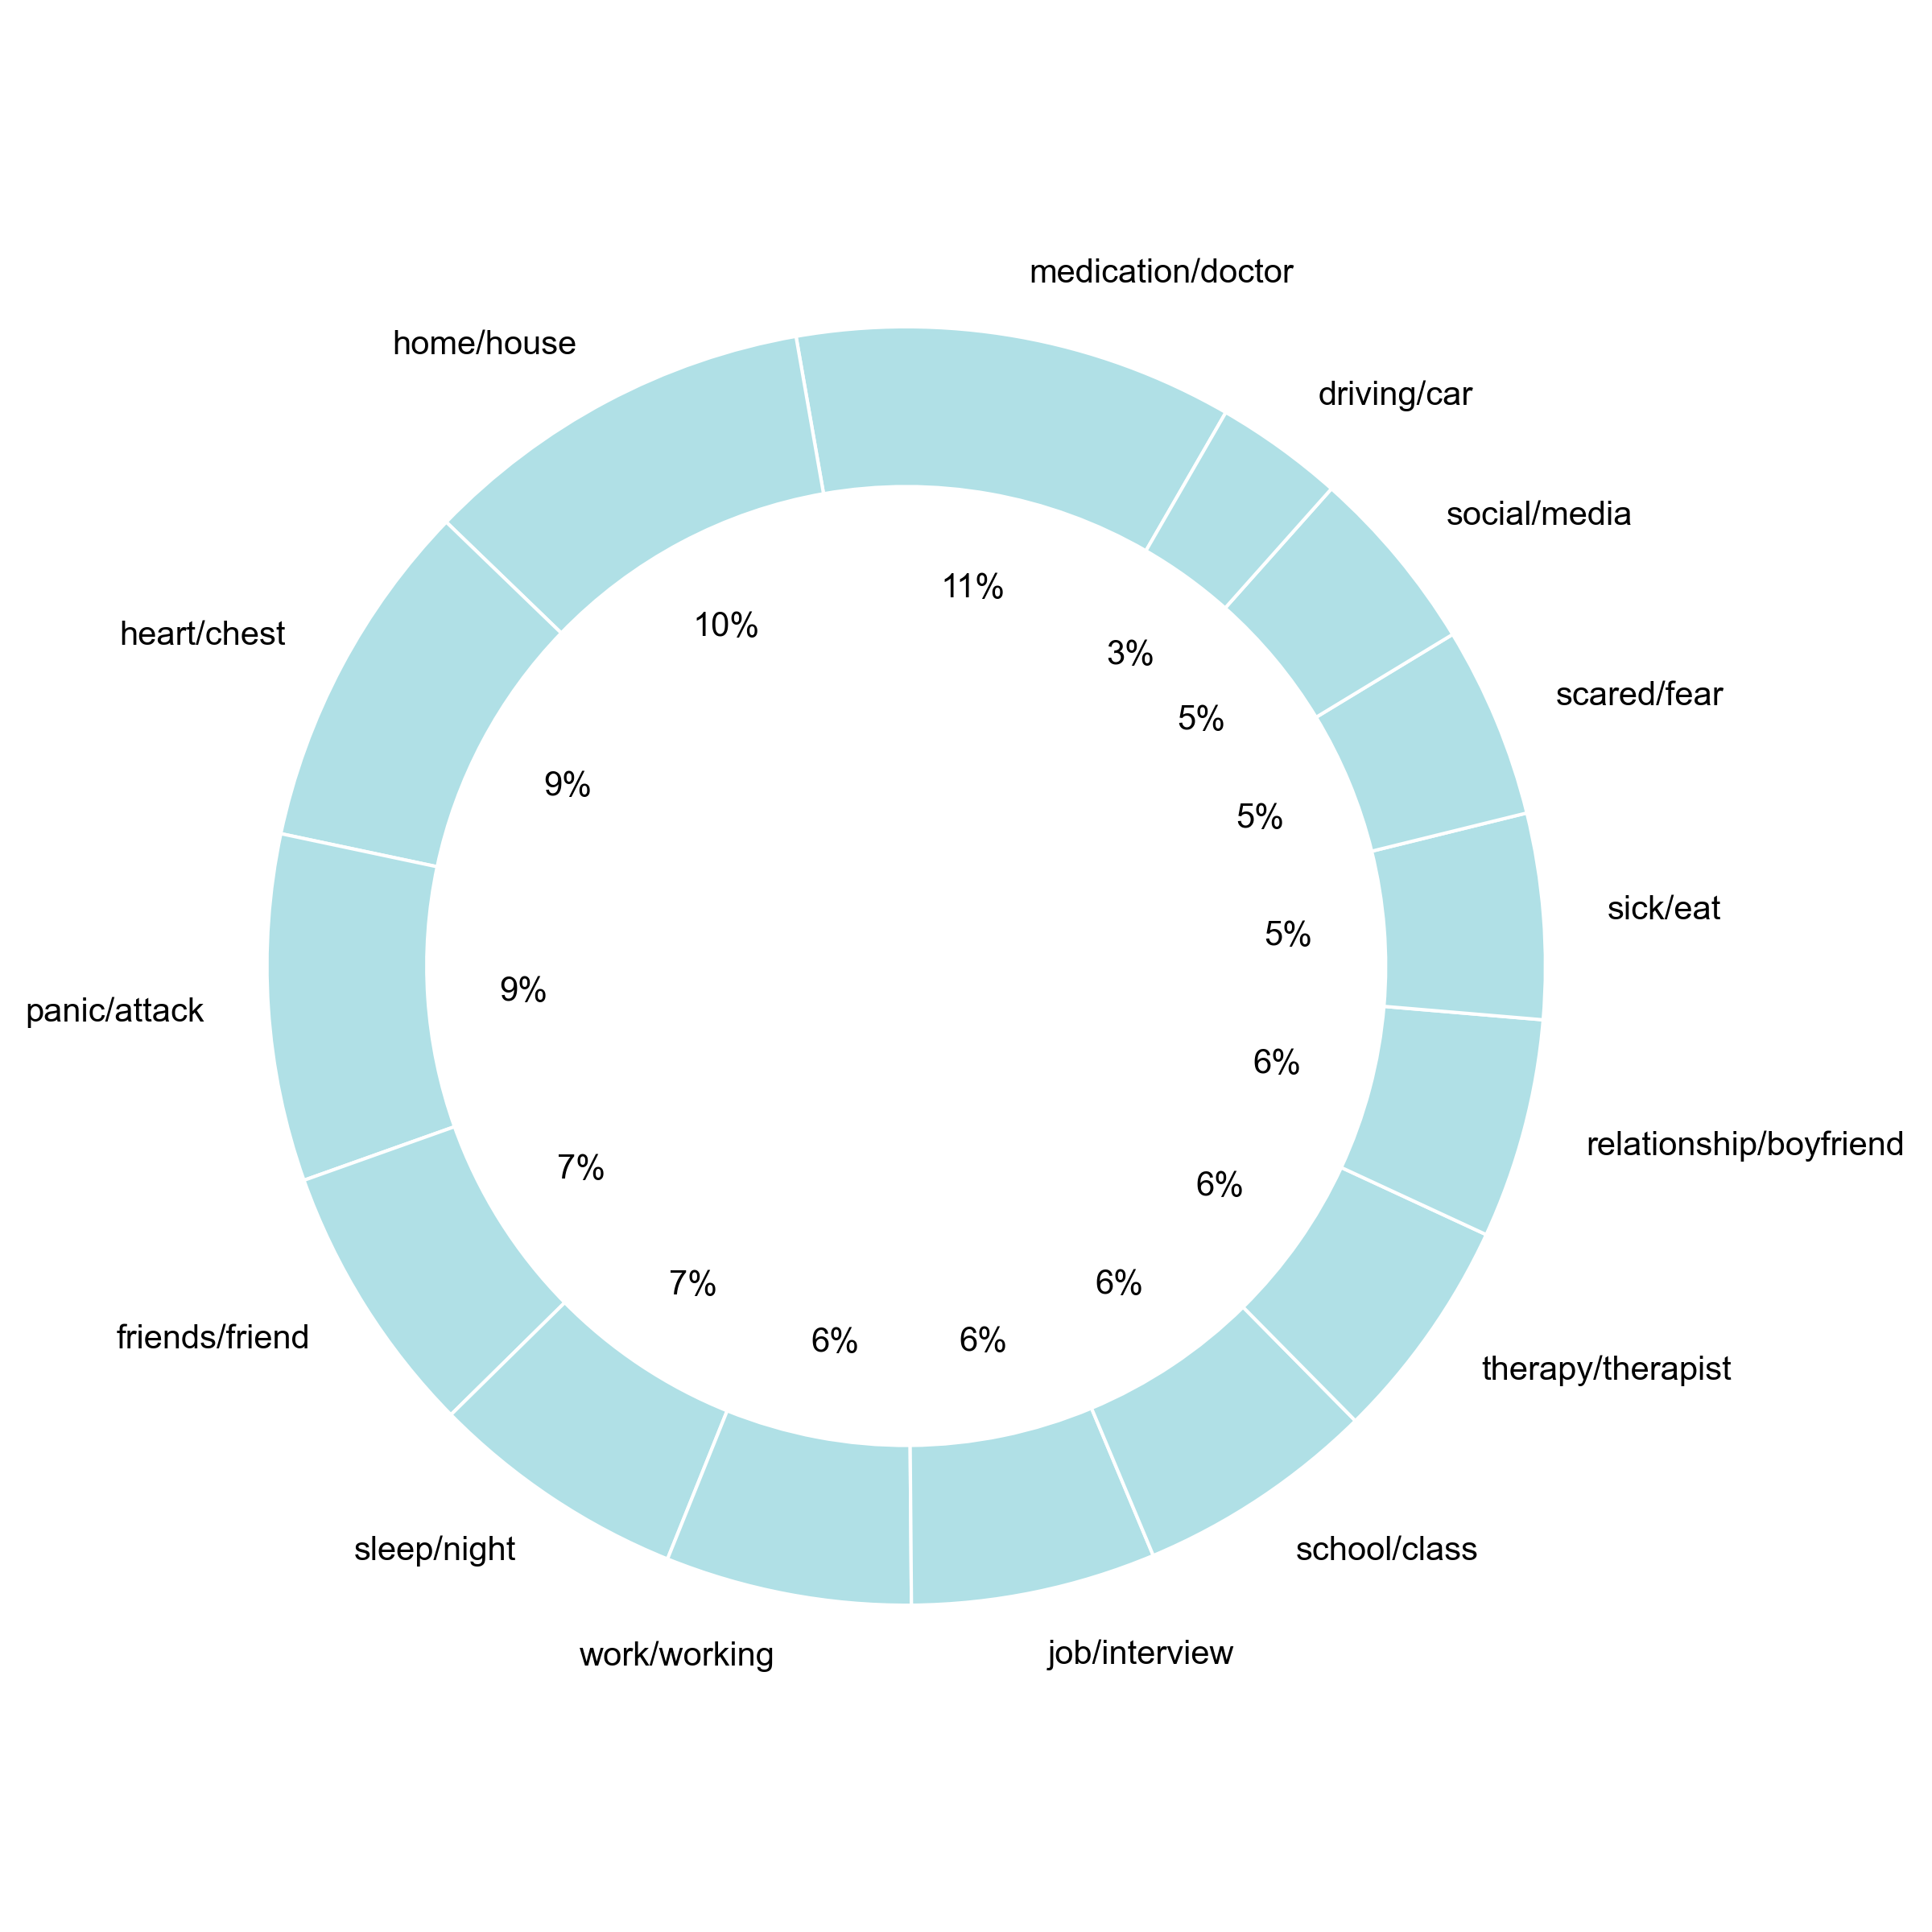 medication/doctor
home/house
driving/car
social/media
11%
10%
3%
heart/chest
scared/fear
5%
9%
5%
sick/eat
5%
9%
panic/attack
6%
relationship/boyfriend
7%
6%
7%
6%
friends/friend
6%
6%
therapy/therapist
sleep/night
school/class
work/working
job/interview